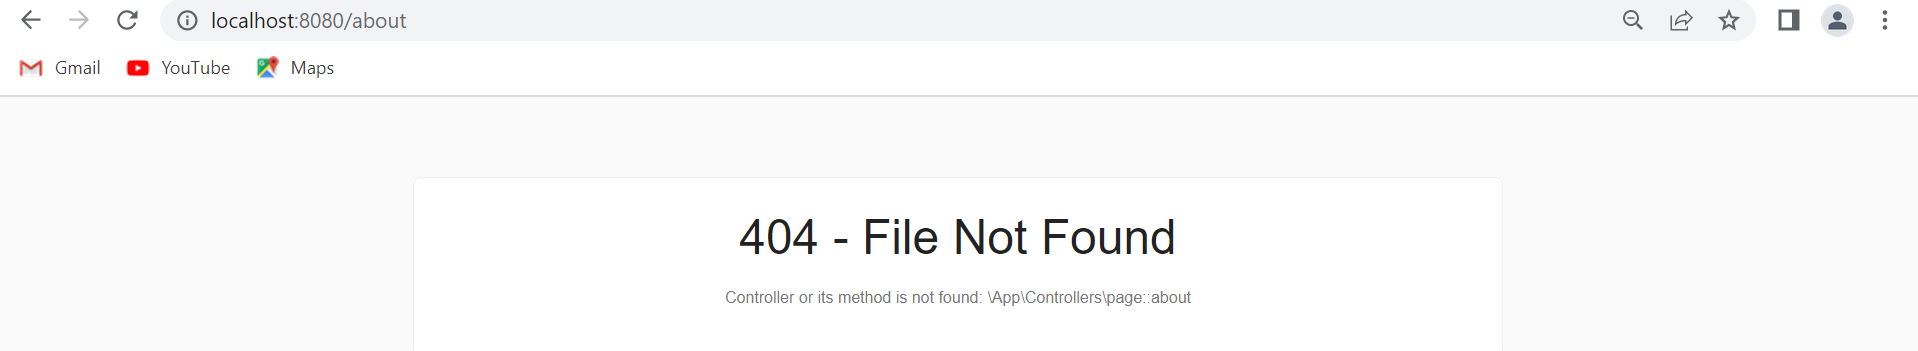 localhost:8080/about
Gmail YouTube Maps
404 - File Not Found
Controller or its method is not found: \App\Controllers\page::about